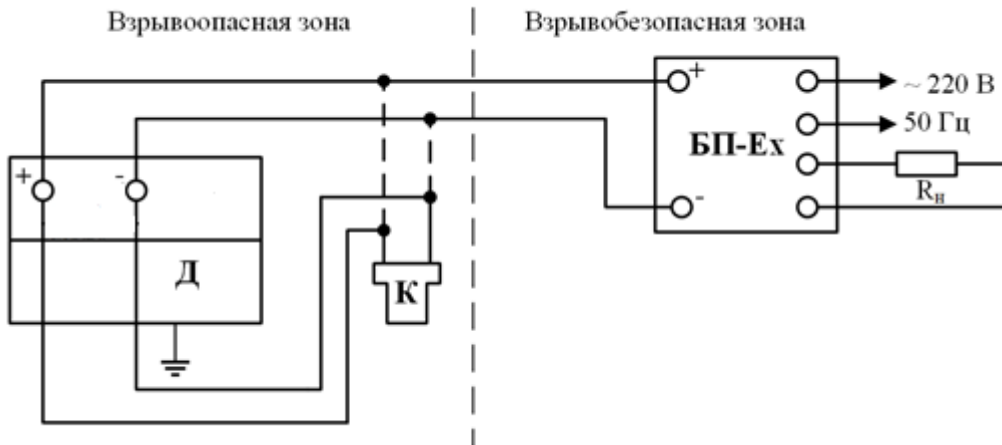 Взрывоопасная зона
Взрывобезопасная зона
+
~ 220 В
50 Гц
БП-Ex
+
-
Rн
-
Д
К